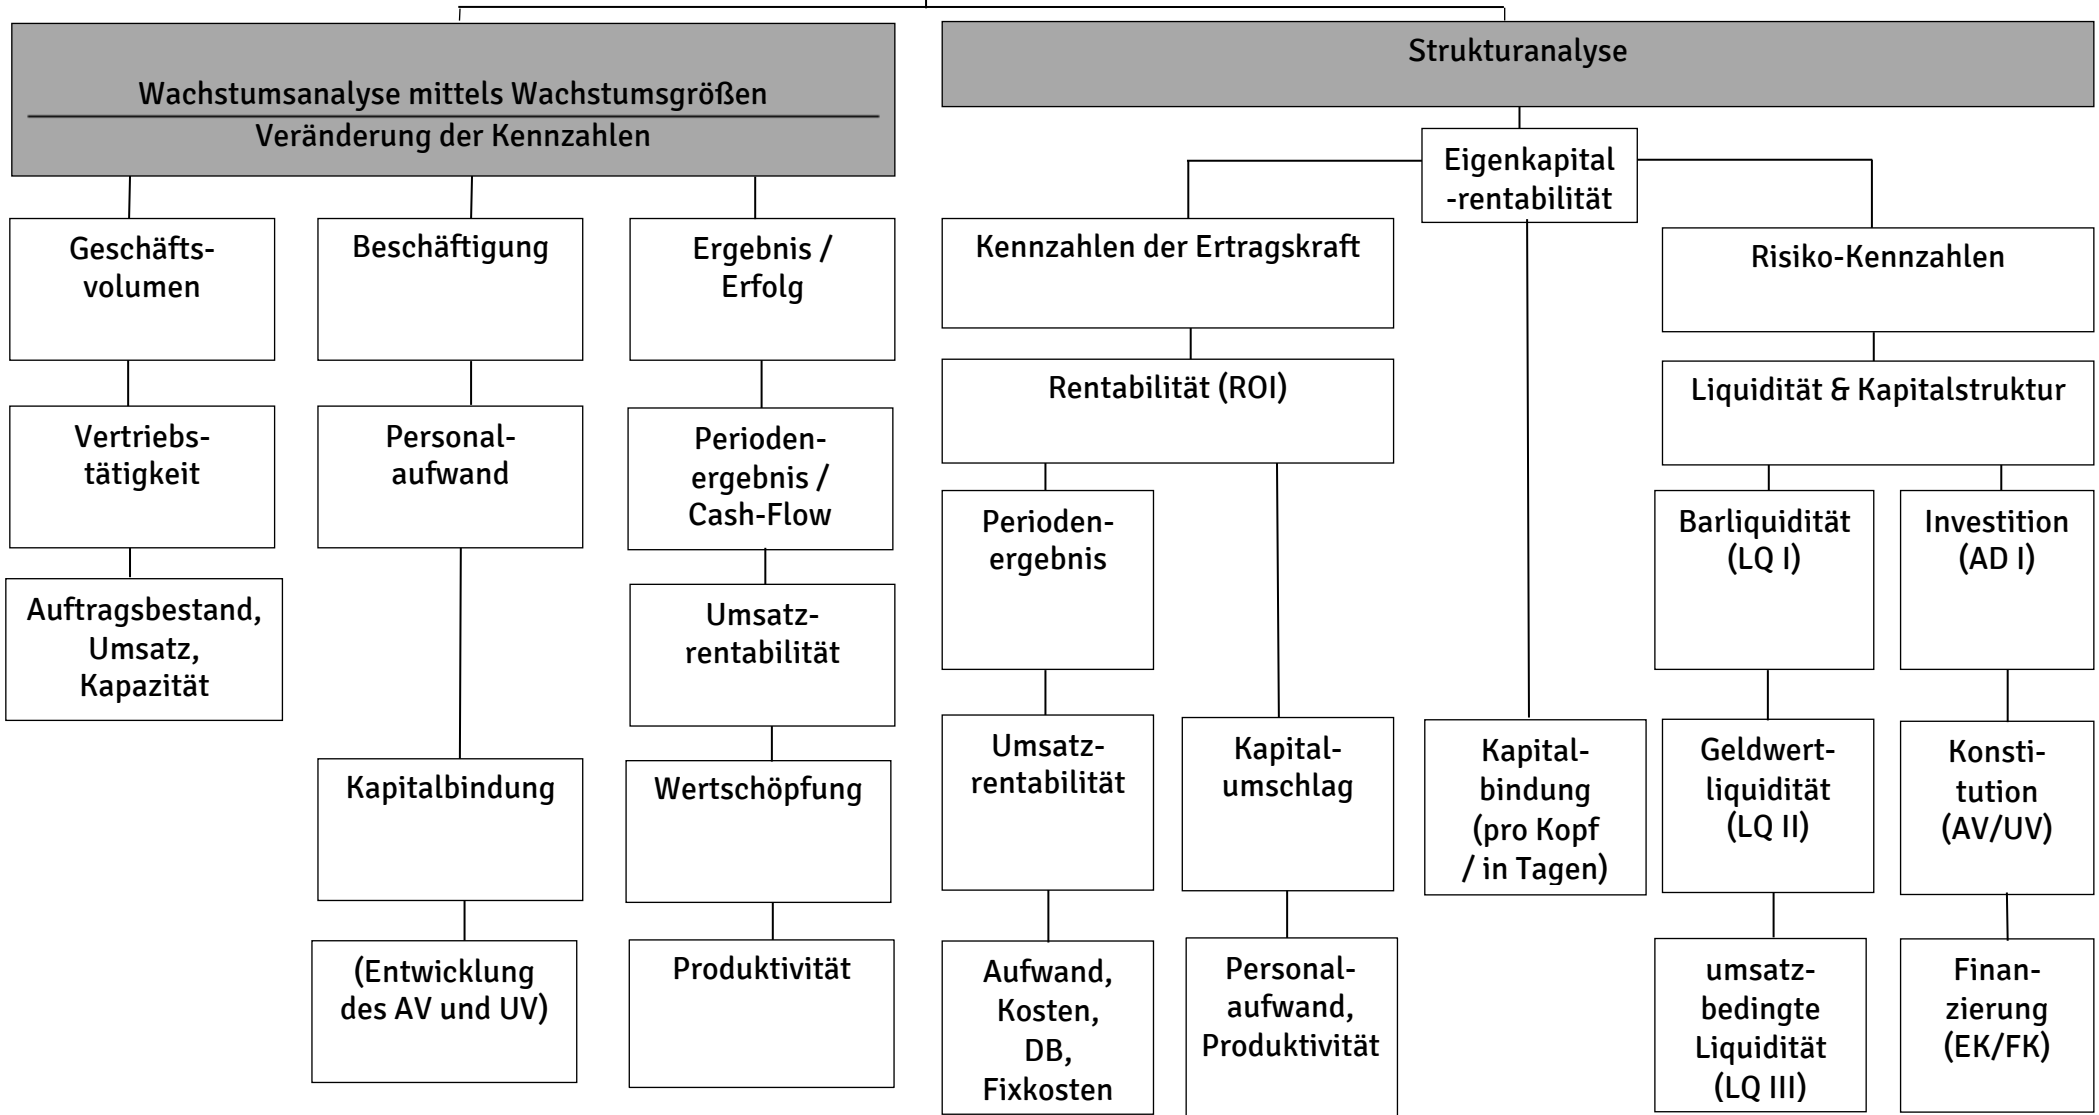 Wachstumsanalyse mittels Wachstumsgrößen
Veränderung der Kennzahlen
Geschäfts-
volumen
Vertriebs-
tätigkeit
Auftragsbestand,
Umsatz,
Kapazität
Beschäftigung
Personal-
aufwand
Kapitalbindung
(Entwicklung
des AV und UV)
Ergebnis /
Erfolg
Perioden-
ergebnis /
Cash-Flow
Umsatz-
rentabilität
Wertschöpfung
Produktivität
Strukturanalyse
Eigenkapital
-rentabilität
Kennzahlen der Ertragskraft
Rentabilität (ROI)
Perioden-
ergebnis
Umsatz-
rentabilität
Aufwand,
Kosten,
DB,
Fixkosten
Kapital-
umschlag
Personal-
aufwand,
Produktivität
Kapital-
bindung
(pro Kopf
/ in Tagen)
Risiko-Kennzahlen
Liquidität & Kapitalstruktur
Barliquidität
(LQ I)
Geldwert-
liquidität
(LQ II)
umsatz-
bedingte
Liquidität
(LQ III)
Investition
(AD I)
Konsti-
tution
(AV/UV)
Finan-
zierung
(EK/FK)